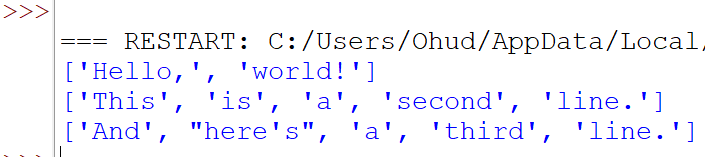 >>>
=== RESTART: C:/Users/Ohud/AppData/Local/
['Hello,', 'world!']
['This', 'is', 'a', 'second', 'line.']
['And', "here's", 'a', 'third', 'line.']
>>>